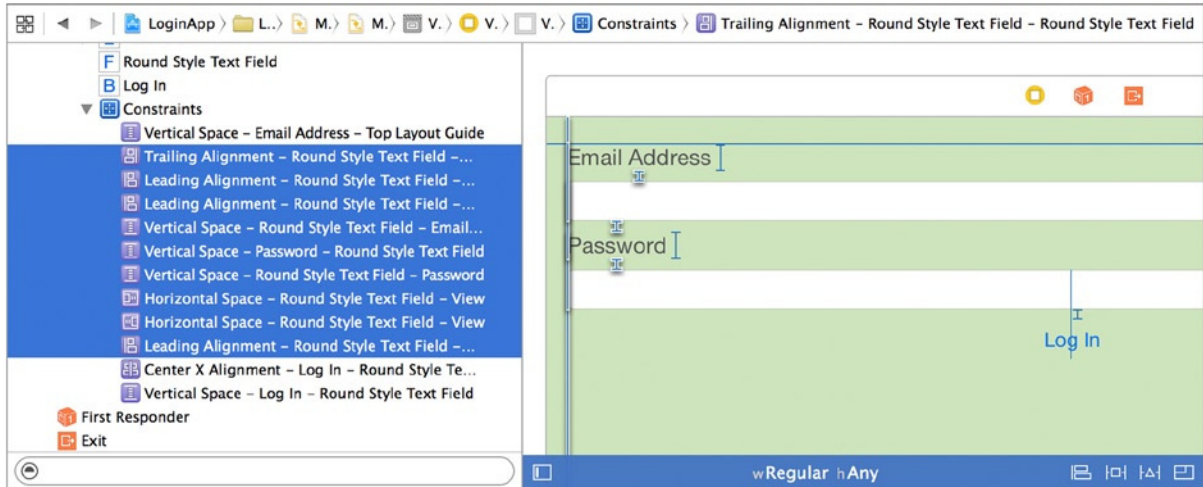 LoginApp L... M... M... V... V... V... Constraints Trailing Alignment – Round Style Text Field – Round Style Text Field
F Round Style Text Field
B Log In
Constraints
Vertical Space – Email Address – Top Layout Guide
Trailing Alignment – Round Style Text Field –...
Leading Alignment – Round Style Text Field –...
Leading Alignment – Round Style Text Field –...
Vertical Space – Round Style Text Field – Email...
Vertical Space – Password – Round Style Text Field
Vertical Space – Round Style Text Field – Password
Horizontal Space – Round Style Text Field – View
Horizontal Space – Round Style Text Field – View
Leading Alignment – Round Style Text Field –...
Center X Alignment – Log In – Round Style Te...
Vertical Space – Log In – Round Style Text Field
First Responder
Exit
Email Address
Password
Log In
wRegular hAny